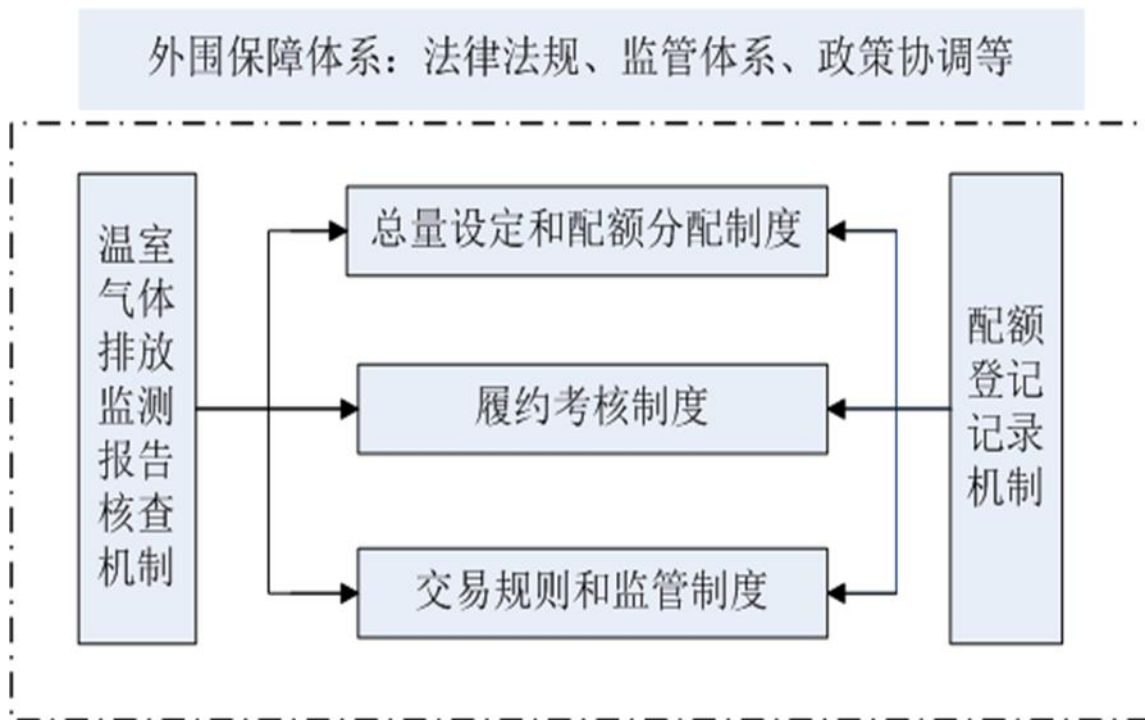 外围保障体系：法律法规、监管体系、政策协调等
温室
气体
排放
监测
报告
核查
机制
总量设定和配额分配制度
履约考核制度
交易规则和监管制度
配额
登记
记录
机制